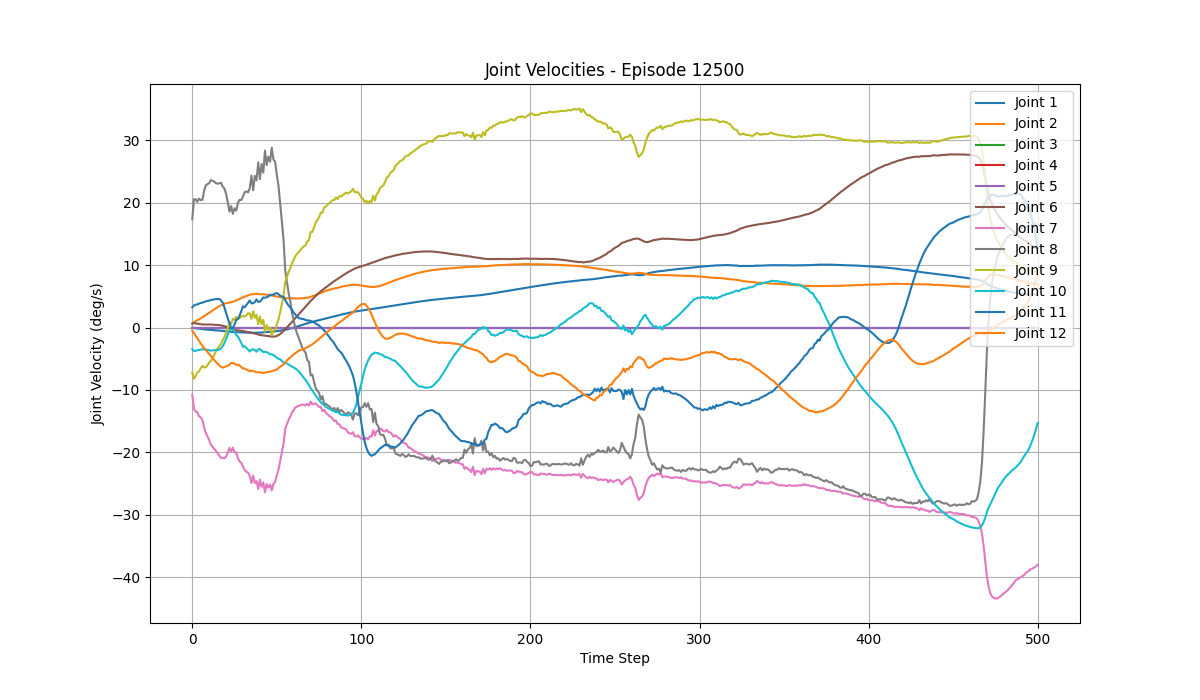 Joint Velocities - Episode 12500
Joint Velocity (deg/s)
30
20
10
0
−10
−20
−30
−40
0
100
200
300
400
500
Time Step
Joint 1
Joint 2
Joint 3
Joint 4
Joint 5
Joint 6
Joint 7
Joint 8
Joint 9
Joint 10
Joint 11
Joint 12